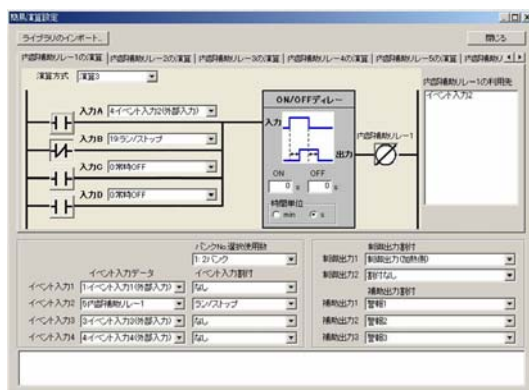 簡易演算設定
ライブラリのインポート...
閉じる
内部補助リレー1の演算
内部補助リレー2の演算
内部補助リレー3の演算
内部補助リレー4の演算
内部補助リレー5の演算
内部補助リ
演算方式
演算3
内部補助リレー1の利用先
イベント入力2
入力A
4:イベント入力2(外部入力)
入力B
19:ラン/ストップ
入力C
0:常時OFF
入力D
0:常時OFF
ON/OFFディレー
入力
出力
ON
OFF
0 s
0 s
時間単位
min
s
内部補助リレー1
バンクNo.選択使用数
1: 2バンク
イベント入力データ
イベント入力割付
イベント入力1
1:イベント入力1(外部入力)
なし
イベント入力2
5:内部補助リレー1
ラン/ストップ
イベント入力3
3:イベント入力3(外部入力)
なし
イベント入力4
4:イベント入力4(外部入力)
なし
制御出力割付
制御出力1
制御出力(加熱側)
制御出力2
割付なし
補助出力割付
補助出力1
警報1
補助出力2
警報2
補助出力3
警報3